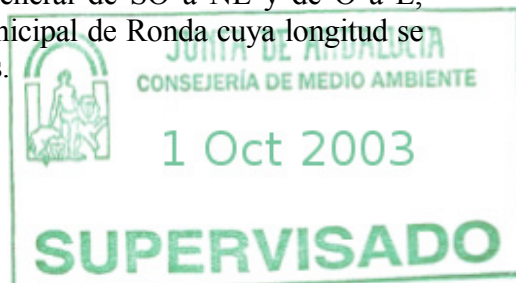 eneral de SO a NE y de O a E,
nicipal de Ronda cuya longitud se
s.
JUNTA DE ANDALUCIA
CONSEJERÍA DE MEDIO AMBIENTE
1 Oct 2003
SUPERVISADO